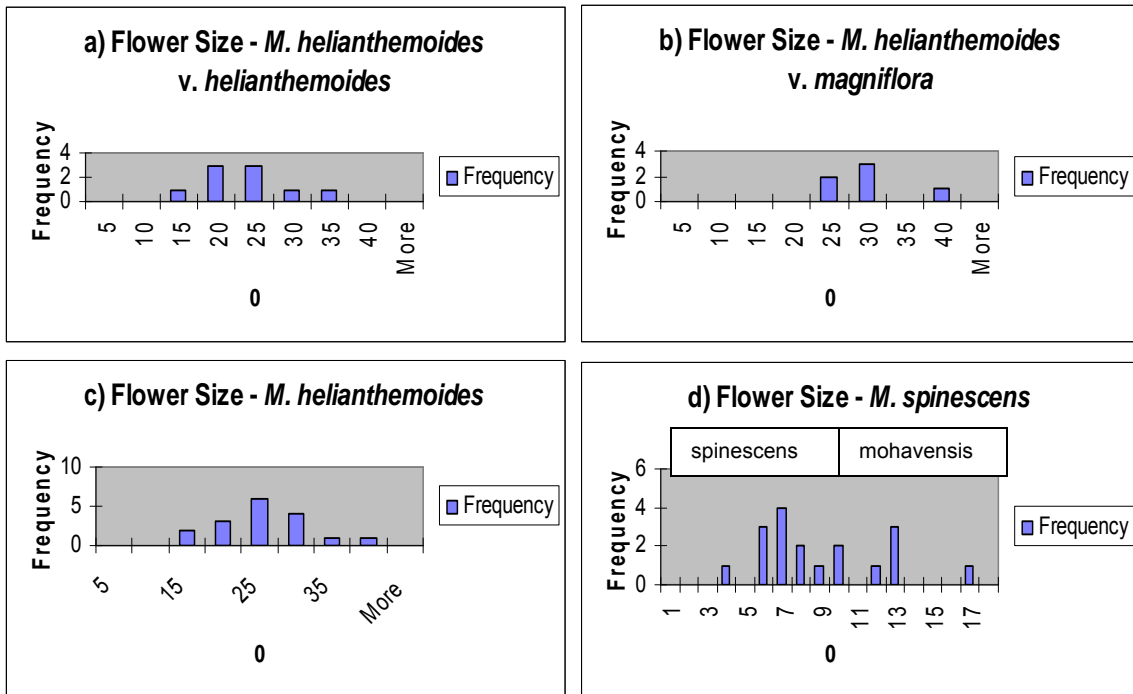 a) Flower Size - M. helianthemoides
v. helianthemoides
Frequency
4
2
0
5
10
15
20
25
30
35
40
More
0
Frequency
b) Flower Size - M. helianthemoides
v. magniflora
Frequency
4
2
0
5
10
15
20
25
30
35
40
More
0
Frequency
c) Flower Size - M. helianthemoides
Frequency
10
5
0
5
15
25
35
More
0
Frequency
d) Flower Size - M. spinescens
spinescens
mohavensis
Frequency
6
4
2
0
1
3
5
7
9
11
13
15
17
0
Frequency